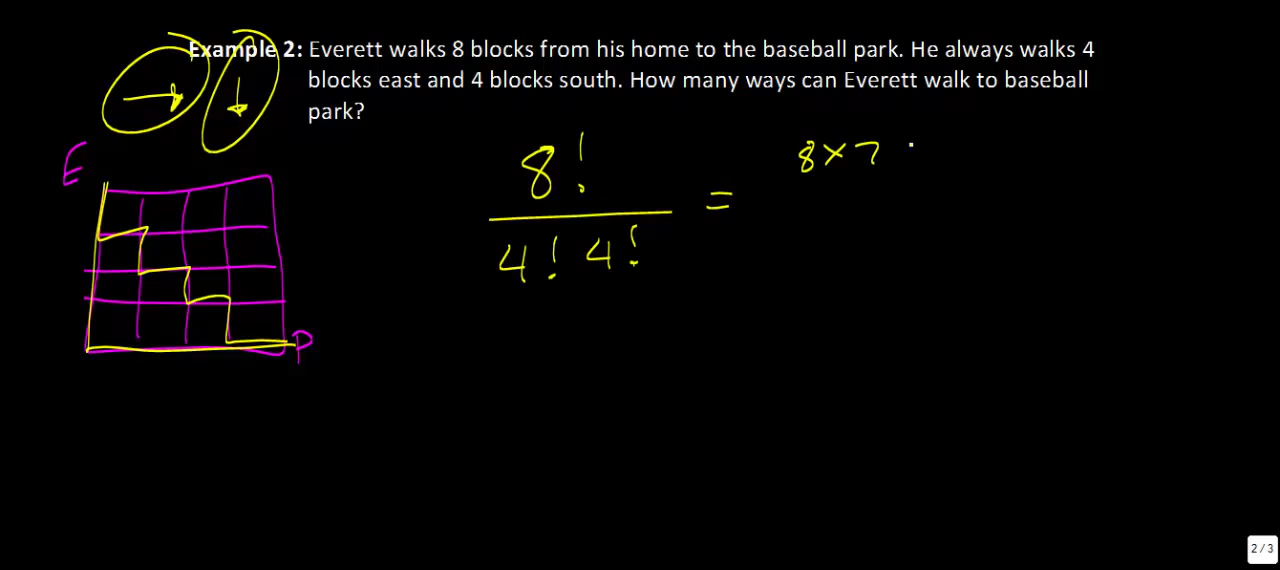 Example 2: Everett walks 8 blocks from his home to the baseball park. He always walks 4
blocks east and 4 blocks south. How many ways can Everett walk to baseball
park?
E
P
8!
4! 4!
=
8 × 7
2 / 3